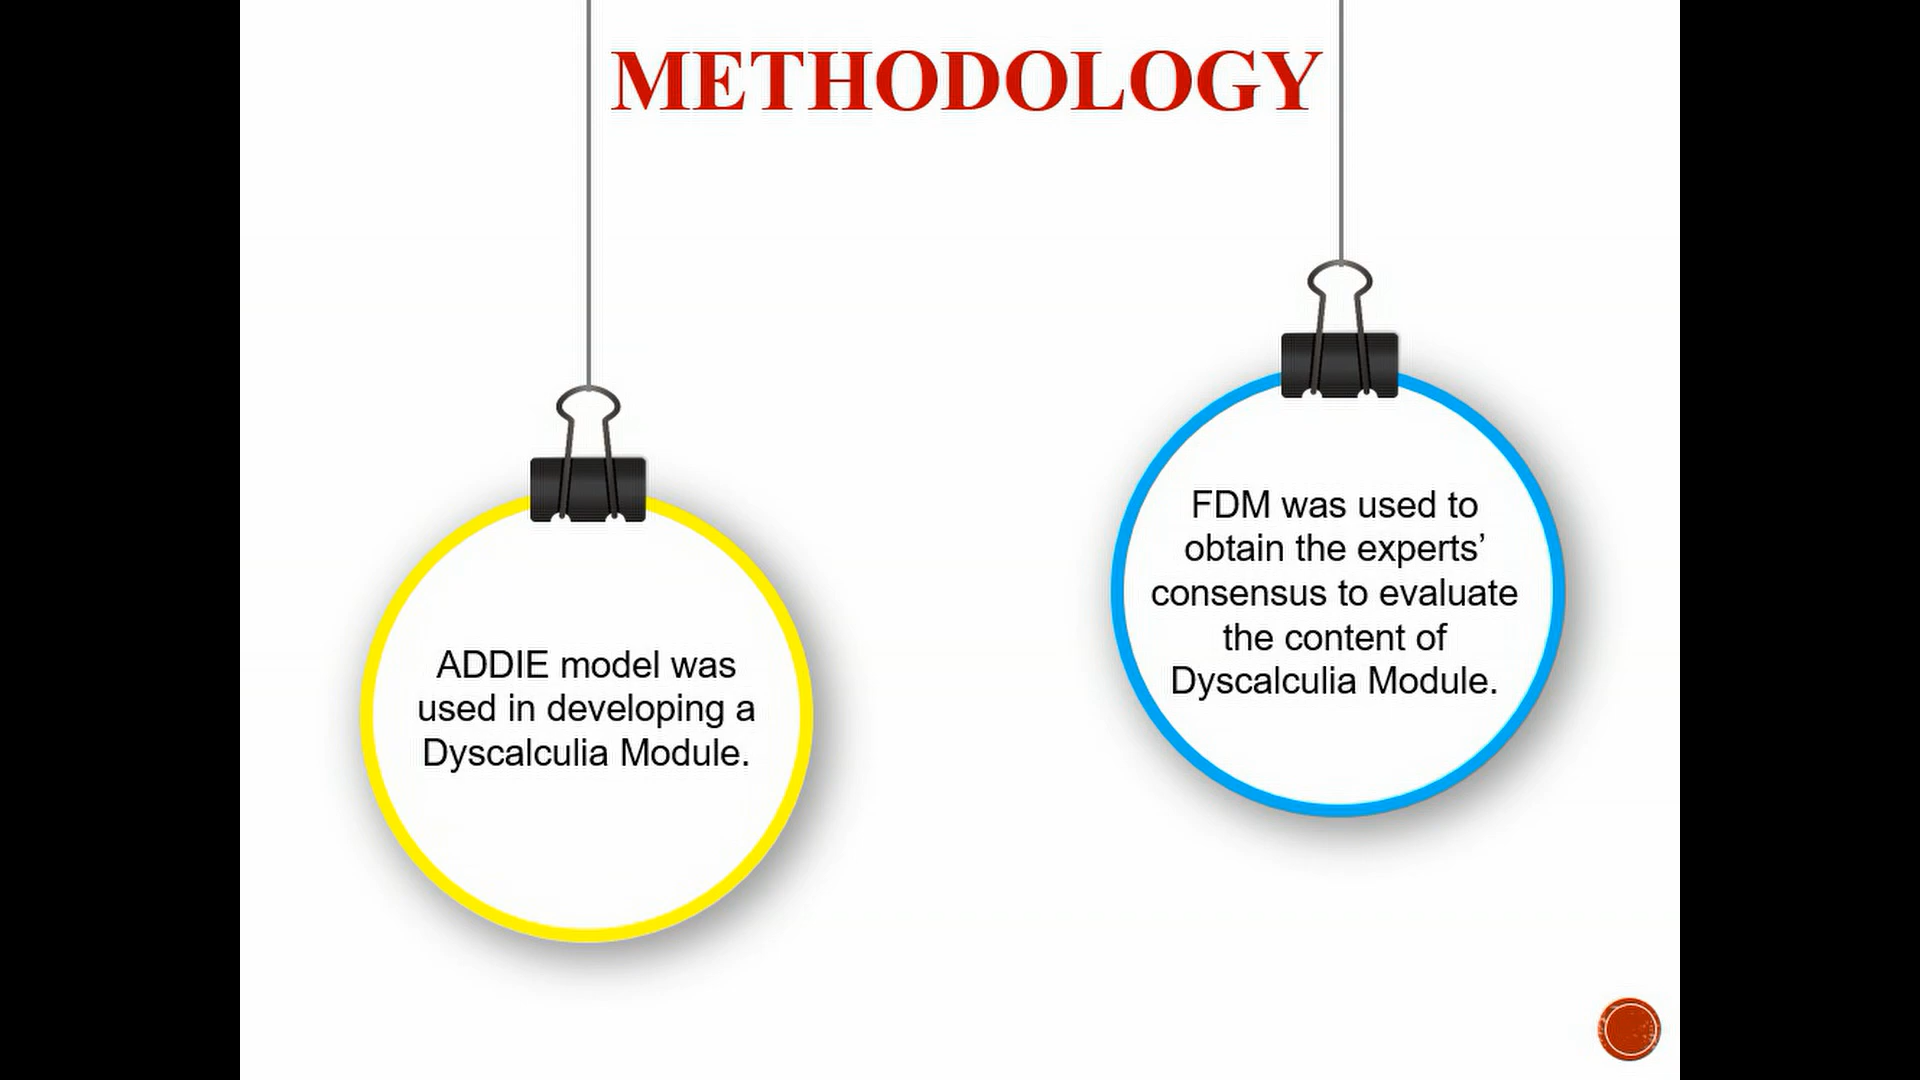 METHODOLOGY
ADDIE model was
used in developing a
Dyscalculia Module.
FDM was used to
obtain the experts’
consensus to evaluate
the content of
Dyscalculia Module.